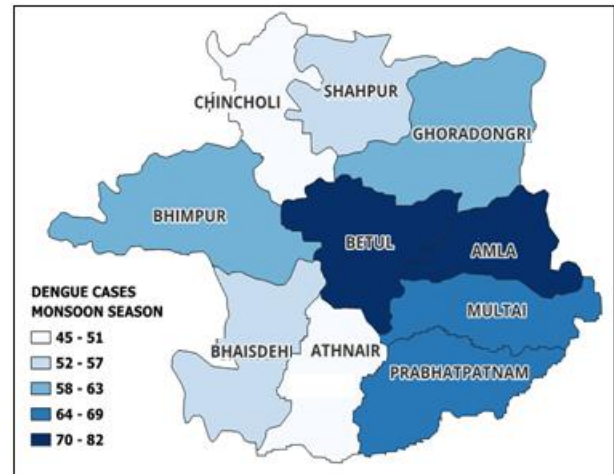 SHAHPUR
CHINCHOLI
GHORADONGRI
BHIMPUR
BETUL
AMLA
MULTAI
BHAISDEHI
ATHNAIR
PRABHATPATNAM
DENGUE CASES
MONSOON SEASON
45 - 51
52 - 57
58 - 63
64 - 69
70 - 82